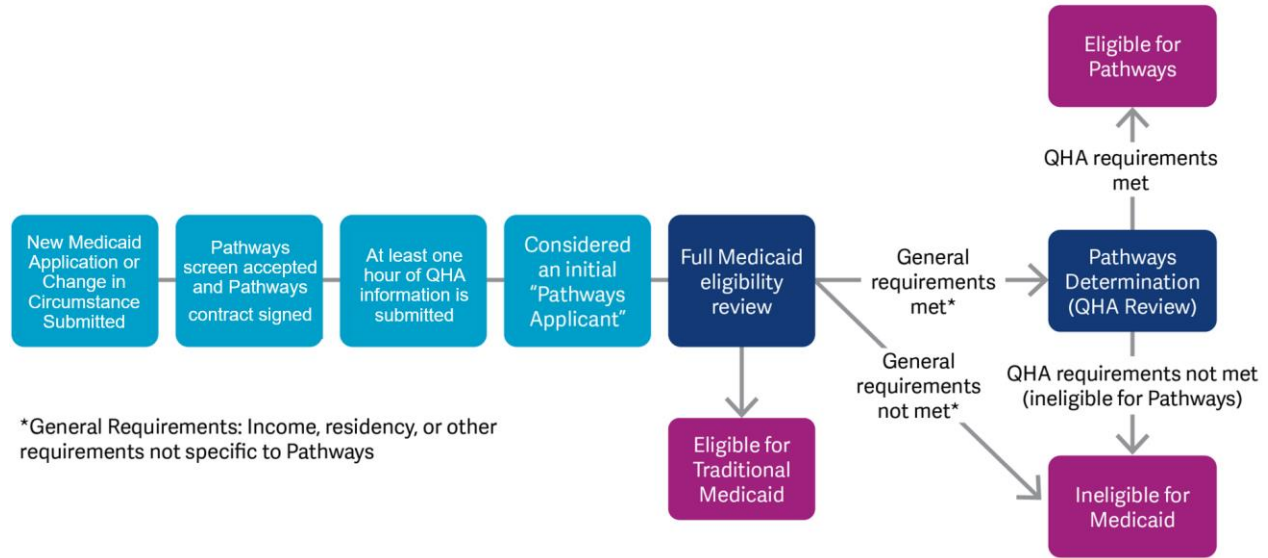 New Medicaid
Application or
Change in
Circumstance
Submitted
Pathways
screen accepted
and Pathways
contract signed
At least one
hour of QHA
information is
submitted
Considered
an initial
“Pathways
Applicant”
Full Medicaid
eligibility
review
General
requirements
met*
General
requirements
not met*
Eligible for
Traditional
Medicaid
Pathways
Determination
(QHA Review)
QHA requirements
met
Eligible for
Pathways
QHA requirements not met
(ineligible for Pathways)
Ineligible for
Medicaid
*General Requirements: Income, residency, or other
requirements not specific to Pathways